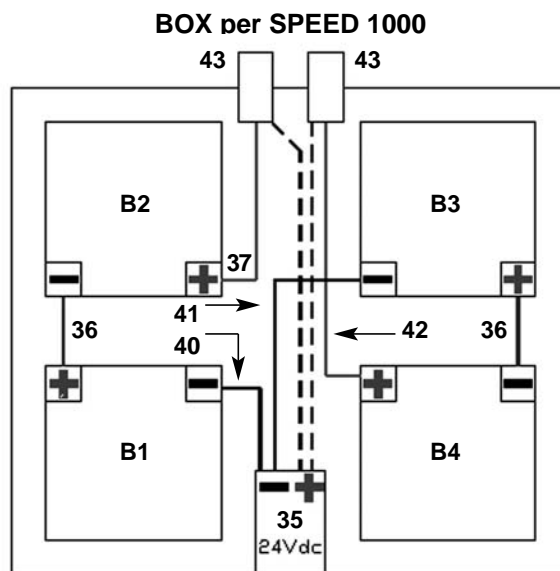 BOX per SPEED 1000
43 43
B2 B3
− + 37 − +
41
36 40 42 36
+ − + −
B1 B4
− +
35
24Vdc